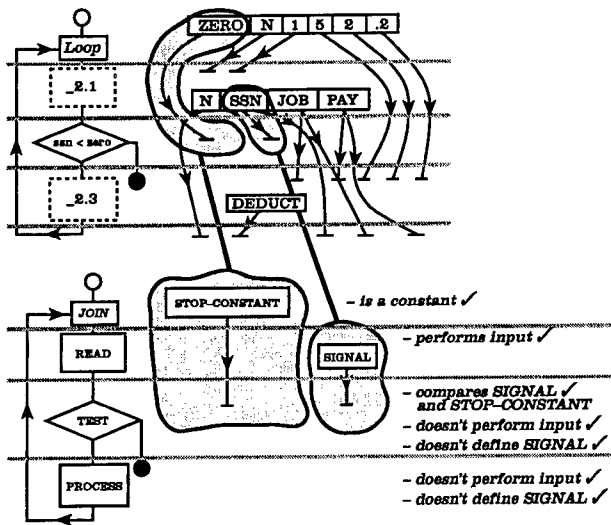 ZERO N 1 5 2 .2
Loop
_2.1
N SSN JOB PAY
ssn < zero
_2.3
DEDUCT
STOP–CONSTANT
– is a constant ✓
JOIN
– performs input ✓
READ
SIGNAL
– compares SIGNAL ✓
and STOP–CONSTANT
TEST
– doesn't perform input ✓
– doesn't define SIGNAL ✓
PROCESS
– doesn't perform input ✓
– doesn't define SIGNAL ✓